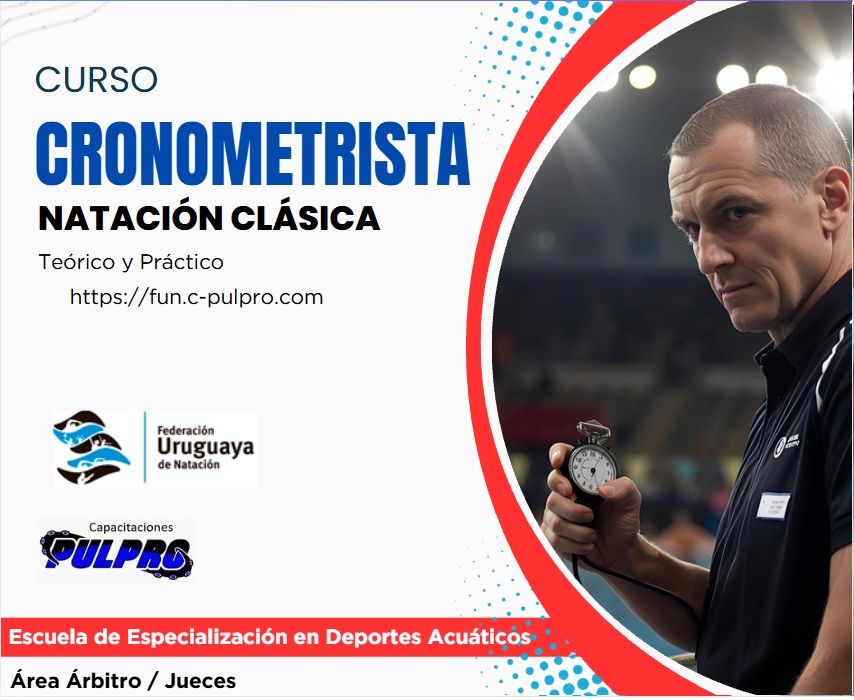 CURSO
CRONOMETRISTA
NATACIÓN CLÁSICA
Teórico y Práctico
https://fun.c-pulpro.com
Federación
Uruguaya
de Natación
Capacitaciones
PULPRO
Escuela de Especialización en Deportes Acuáticos
Área Árbitro / Jueces